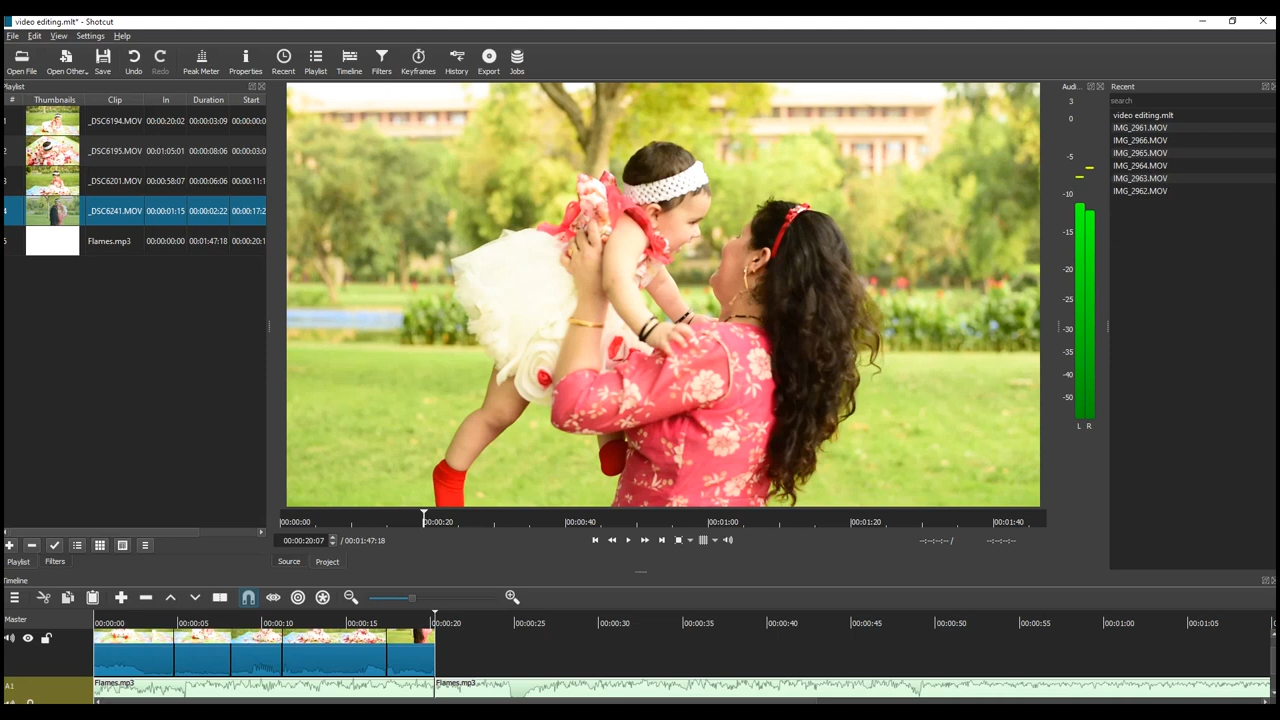 video editing.mlt* - Shotcut
File Edit View Settings Help
Open File Open Other.. Save Undo Redo Peak Meter Properties Recent Playlist Timeline Filters Keyframes History Export Jobs
Playlist
# Thumbnails Clip In Duration Start
_DSC6194.MOV 00:00:20:02 00:00:03:09 00:00:00:0
2 _DSC6195.MOV 00:01:05:01 00:00:08:06 00:00:03:0
3 _DSC6201.MOV 00:00:58:07 00:00:06:06 00:00:11:1
4 _DSC6241.MOV 00:00:01:15 00:00:02:22 00:00:17:2
Flames.mp3 00:00:00:00 00:01:47:18 00:00:20:1
Playlist Filters
00:00:00 00:00:20 00:00:40 00:01:00 00:01:20 00:01:40
00:00:20:07 / 00:01:47:18 --:--:--:-- / --:--:--:--
Source Project
Audi...
3
0
-5
-10
-15
-20
-25
-30
-35
-40
-50
L R
Recent
search
video editing.mlt
IMG_2961.MOV
IMG_2966.MOV
IMG_2965.MOV
IMG_2964.MOV
IMG_2963.MOV
IMG_2962.MOV
Timeline
Master
00:00:00 00:00:05 00:00:10 00:00:15 00:00:20 00:00:25 00:00:30 00:00:35 00:00:40 00:00:45 00:00:50 00:00:55 00:01:00 00:01:05
A1
Flames.mp3 Flames.mp3